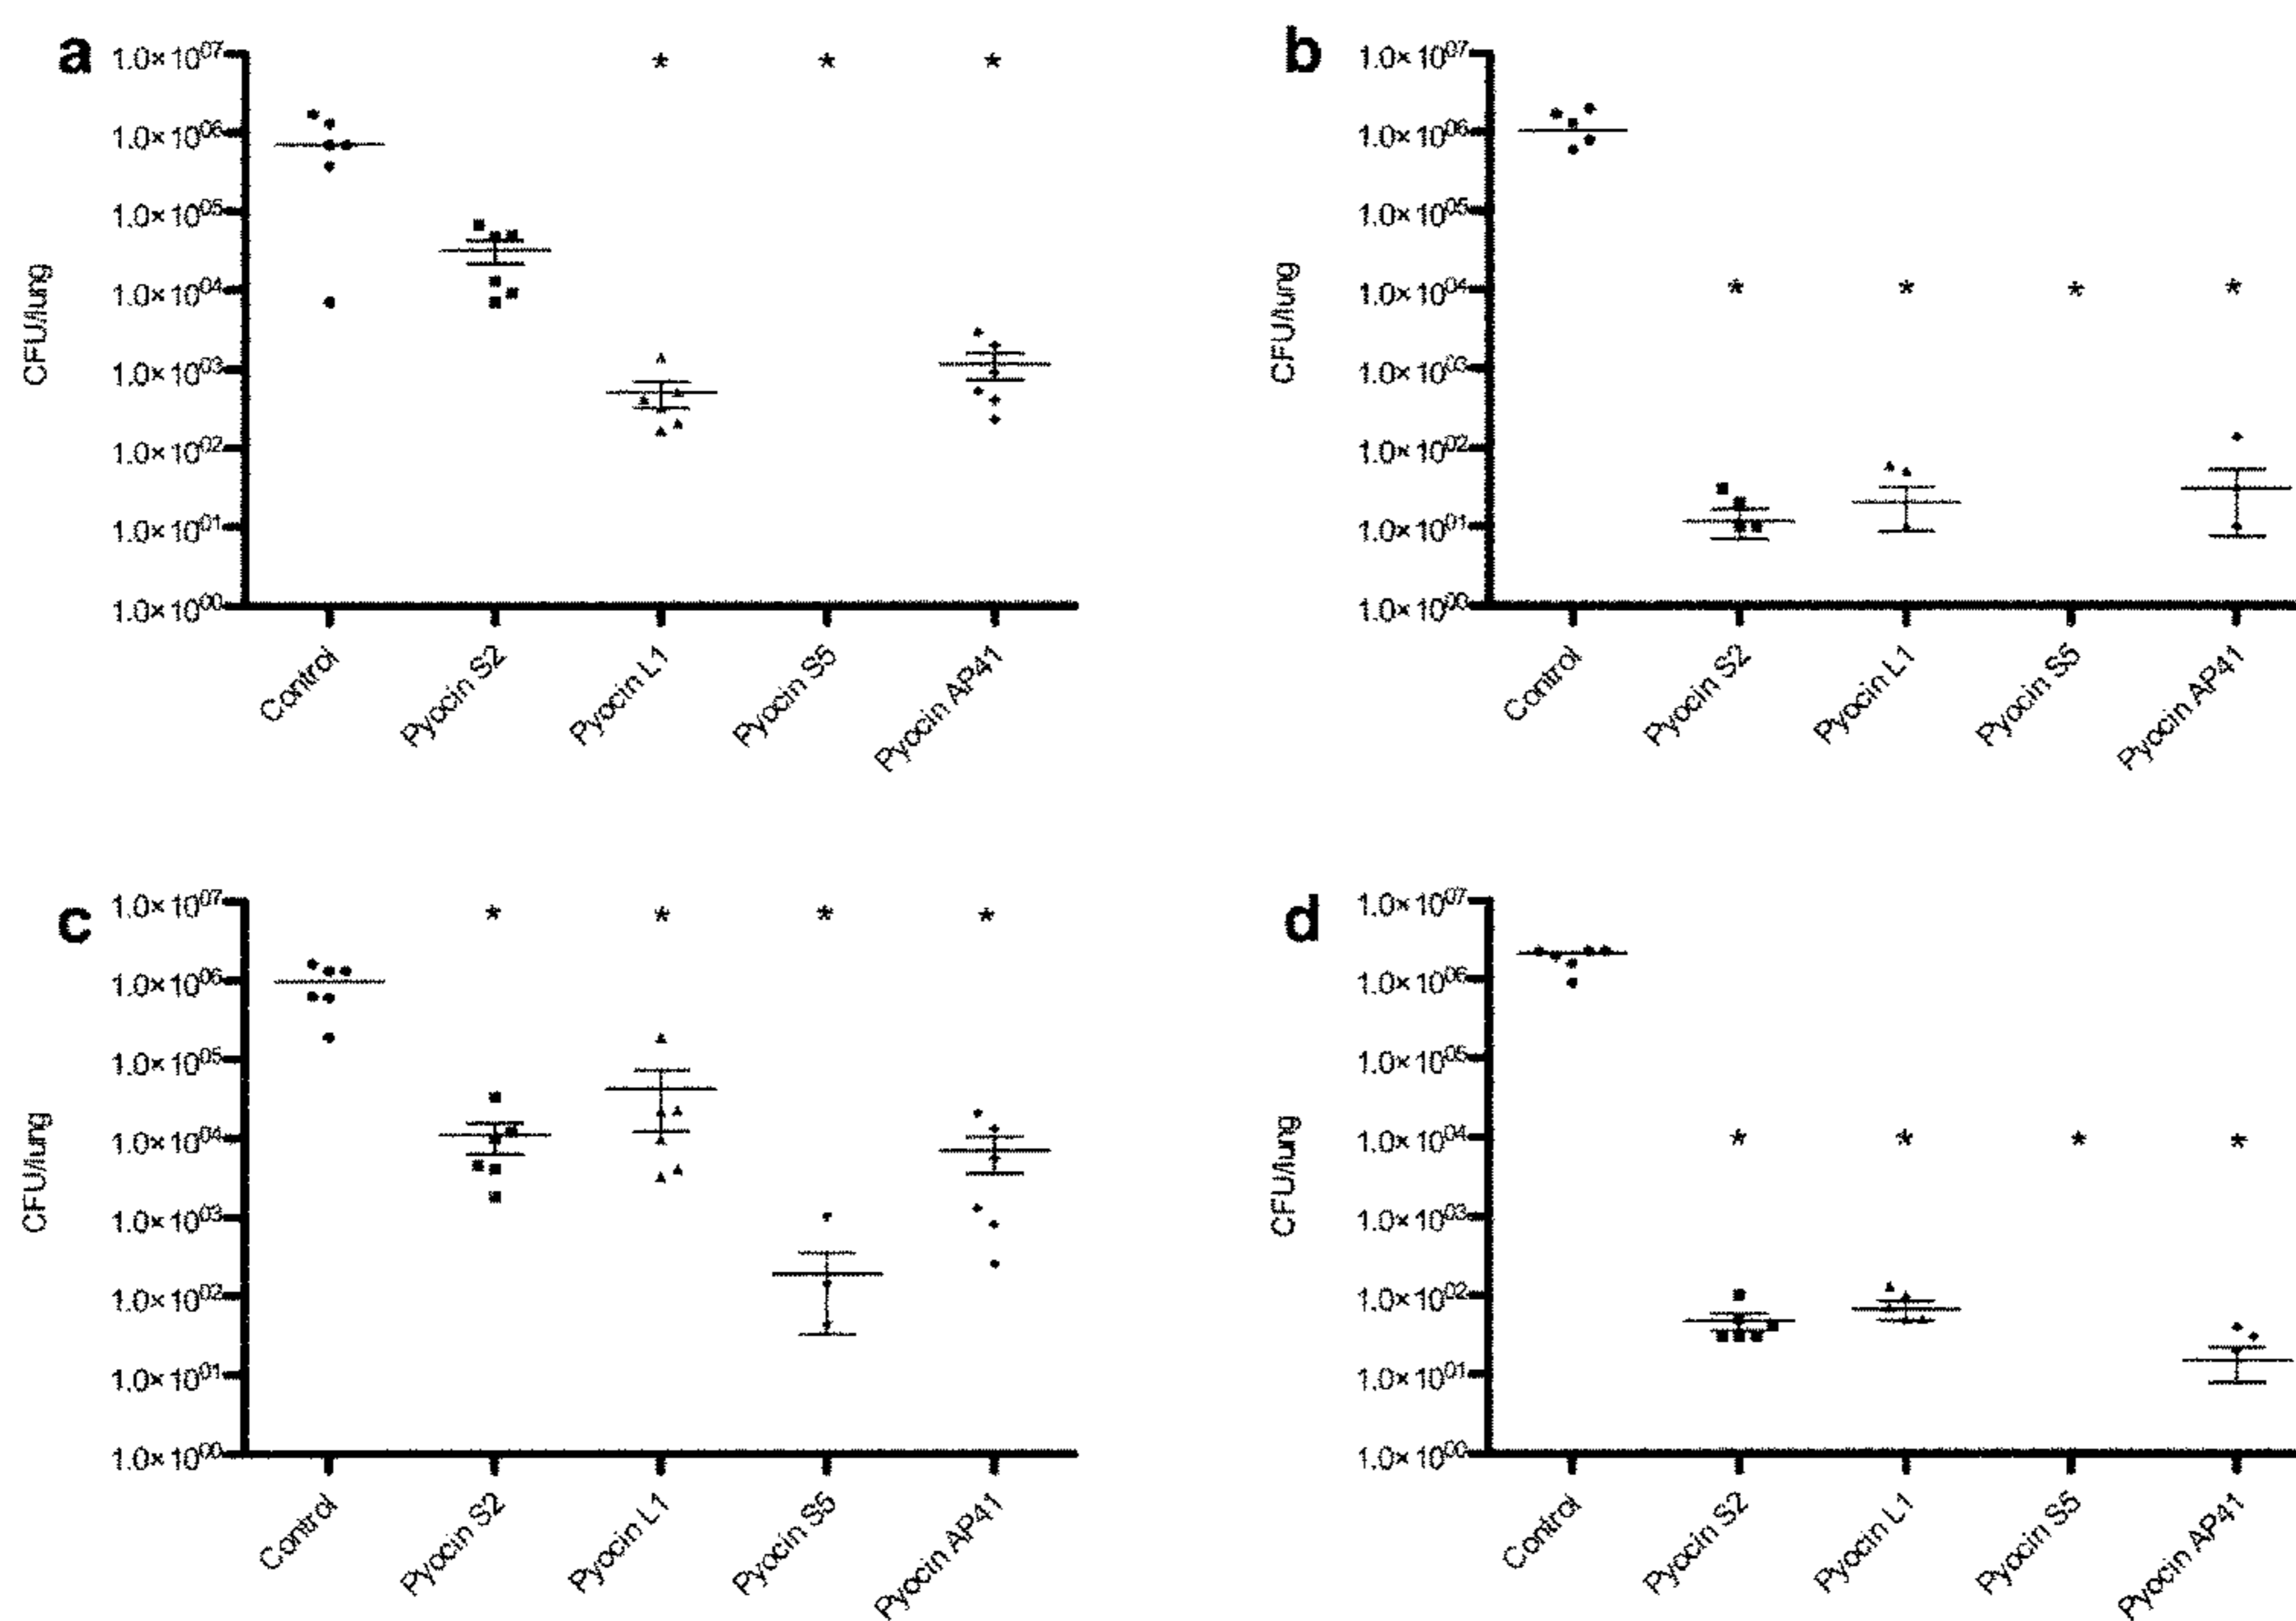 a
1.0×10^07
1.0×10^06
1.0×10^05
1.0×10^04
1.0×10^03
1.0×10^02
1.0×10^01
1.0×10^00
CFU/lung
* * *
Control
Pyocin S2
Pyocin L1
Pyocin S5
Pyocin AP41
b
1.0×10^07
1.0×10^06
1.0×10^05
1.0×10^04
1.0×10^03
1.0×10^02
1.0×10^01
1.0×10^00
CFU/lung
* * * *
Control
Pyocin S2
Pyocin L1
Pyocin S5
Pyocin AP41
c
1.0×10^07
1.0×10^06
1.0×10^05
1.0×10^04
1.0×10^03
1.0×10^02
1.0×10^01
1.0×10^00
CFU/lung
* * * *
Control
Pyocin S2
Pyocin L1
Pyocin S5
Pyocin AP41
d
1.0×10^07
1.0×10^06
1.0×10^05
1.0×10^04
1.0×10^03
1.0×10^02
1.0×10^01
1.0×10^00
CFU/lung
* * * *
Control
Pyocin S2
Pyocin L1
Pyocin S5
Pyocin AP41